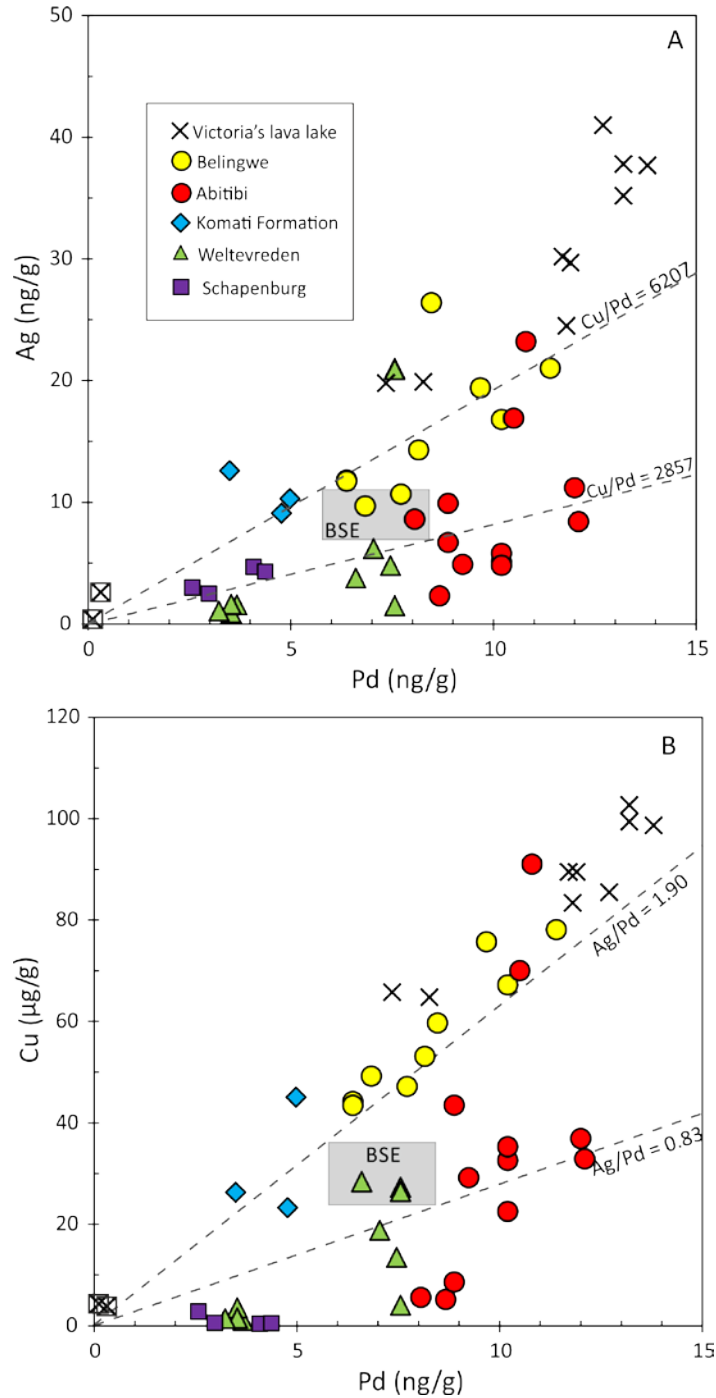 A
50
40
30
20
10
0
Ag (ng/g)
Victoria's lava lake
Belingwe
Abitibi
Komati Formation
Weltevreden
Schapenburg
Cu/Pd = 6207
Cu/Pd = 2857
BSE
0
5
10
15
Pd (ng/g)
B
120
100
80
60
40
20
0
Cu (µg/g)
Ag/Pd = 1.90
BSE
Ag/Pd = 0.83
0
5
10
15
Pd (ng/g)